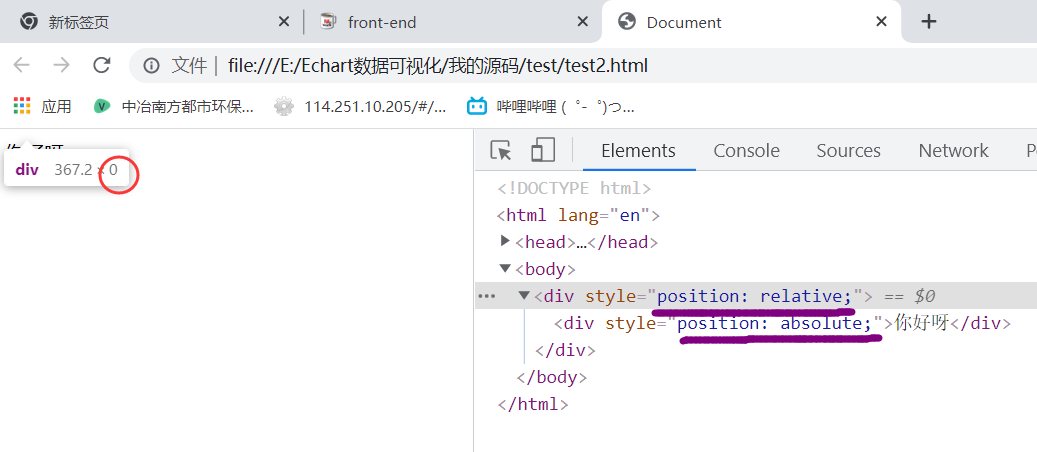 新标签页 front-end Document
文件 file:///E:/Echart数据可视化/我的源码/test/test2.html
应用 中冶南方都市环保... 114.251.10.205/#/... 哔哩哔哩 (゜-゜)つ...
div 367.2 × 0
Elements Console Sources Network
<!DOCTYPE html>
<html lang="en">
<head>…</head>
<body>
<div style="position: relative;"> == $0
<div style="position: absolute;">你好呀</div>
</div>
</body>
</html>